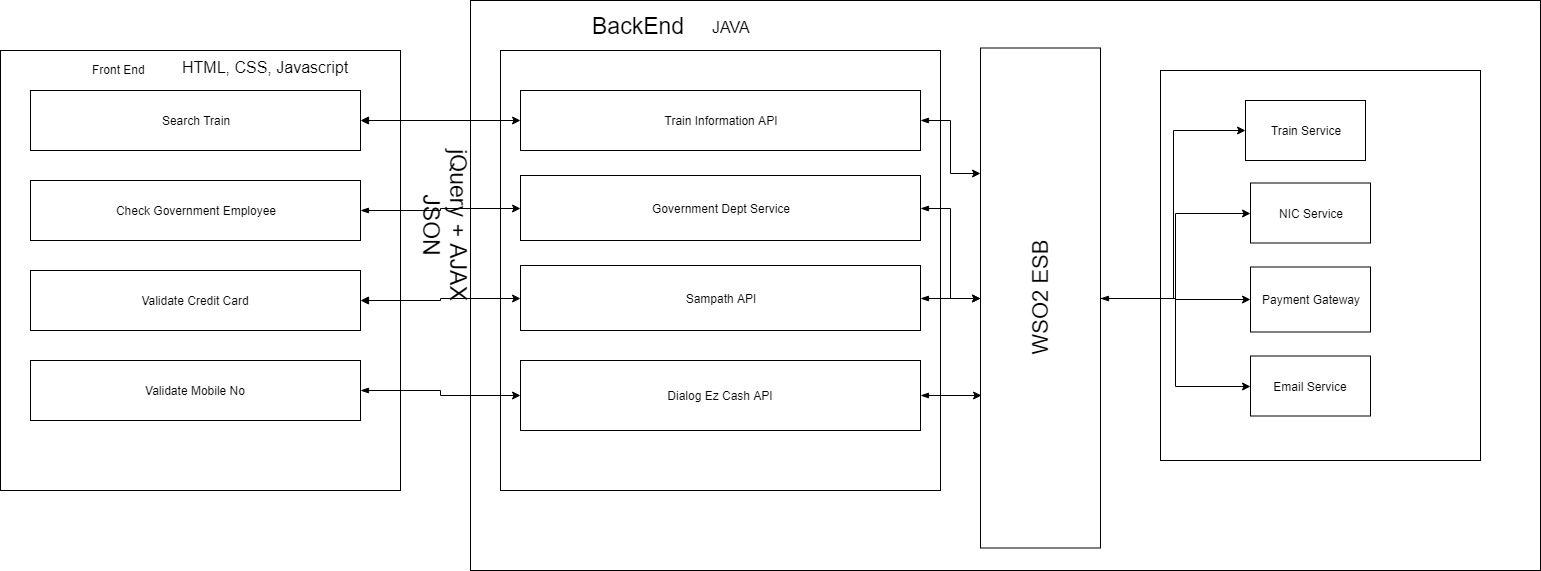 BackEnd JAVA
Front End HTML, CSS, Javascript
Search Train
Check Government Employee
Validate Credit Card
Validate Mobile No
jQuery + AJAX
JSON
Train Information API
Government Dept Service
Sampath API
Dialog Ez Cash API
WSO2 ESB
Train Service
NIC Service
Payment Gateway
Email Service